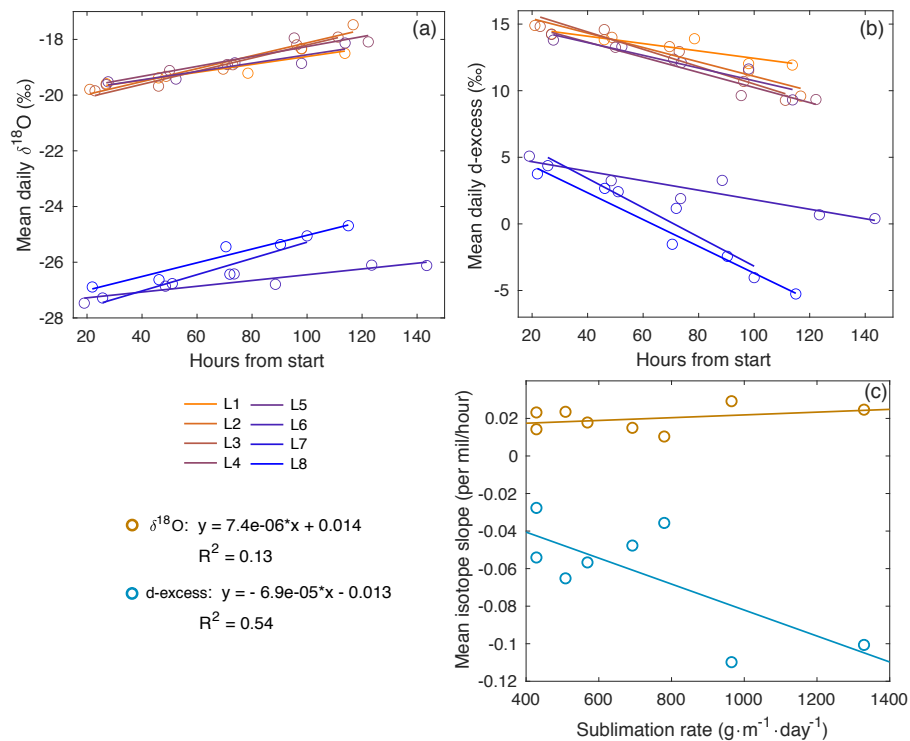 (a)
Mean daily δ¹⁸O (‰)
-18
-20
-22
-24
-26
-28
20 40 60 80 100 120 140
Hours from start
(b)
Mean daily d-excess (‰)
15
10
5
0
-5
20 40 60 80 100 120 140
Hours from start
L1 L5
L2 L6
L3 L7
L4 L8
δ¹⁸O: y = 7.4e-06*x + 0.014
R² = 0.13
d-excess: y = - 6.9e-05*x - 0.013
R² = 0.54
(c)
Mean isotope slope (per mil/hour)
0.02
0
-0.02
-0.04
-0.06
-0.08
-0.1
-0.12
400 600 800 1000 1200 1400
Sublimation rate (g·m⁻¹·day⁻¹)